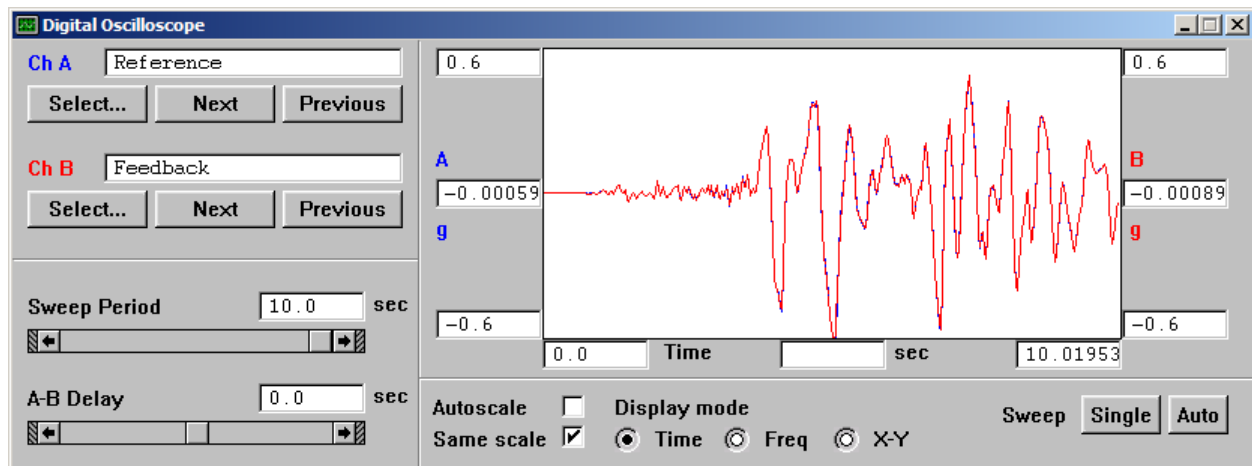 Digital Oscilloscope
Ch A Reference
Select... Next Previous
Ch B Feedback
Select... Next Previous
Sweep Period 10.0 sec
A-B Delay 0.0 sec
0.6 0.6
A B
-0.00059 -0.00089
g g
-0.6 -0.6
0.0 Time sec 10.01953
Autoscale Display mode
Same scale Time Freq X-Y
Sweep Single Auto